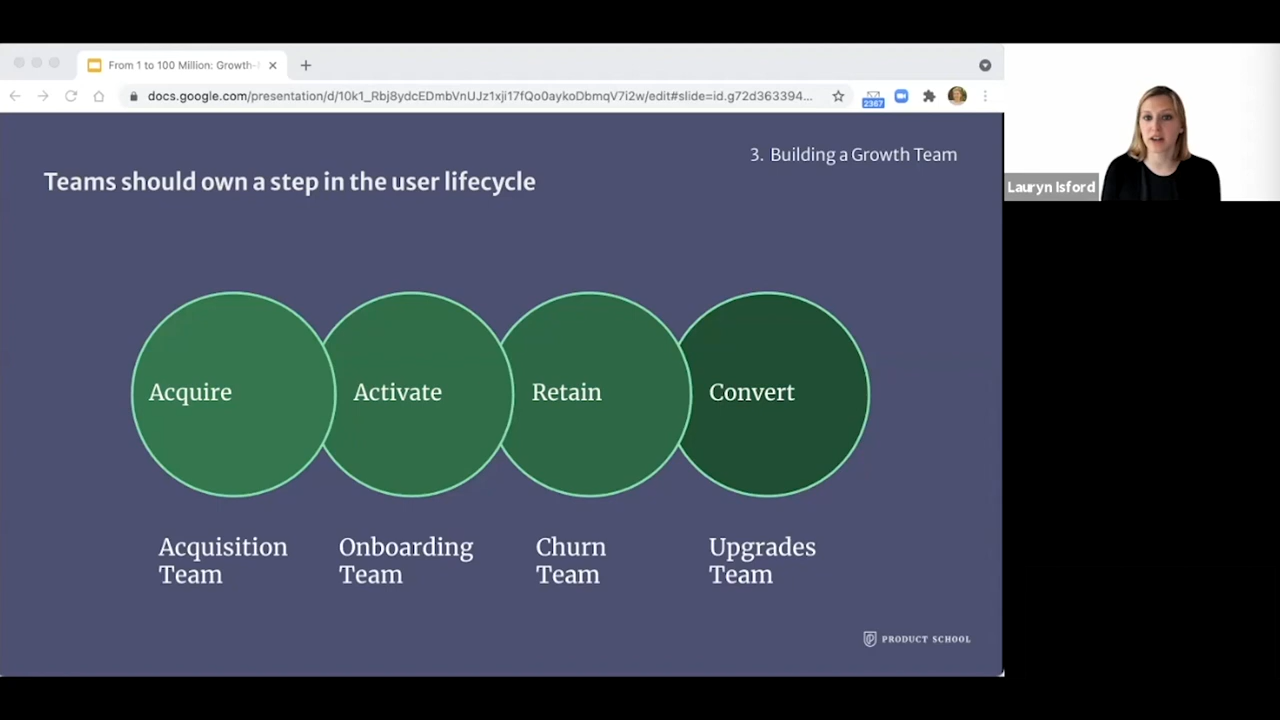 From 1 to 100 Million: Growth-
docs.google.com/presentation/d/10k1_Rbj8ydcEDmbVnUJz1xji17fQo0aykoDbmqV7i2w/edit#slide=id.g72d363394...
2367
3. Building a Growth Team
Teams should own a step in the user lifecycle
Acquire
Activate
Retain
Convert
Acquisition
Team
Onboarding
Team
Churn
Team
Upgrades
Team
PRODUCT SCHOOL
Lauryn Isford